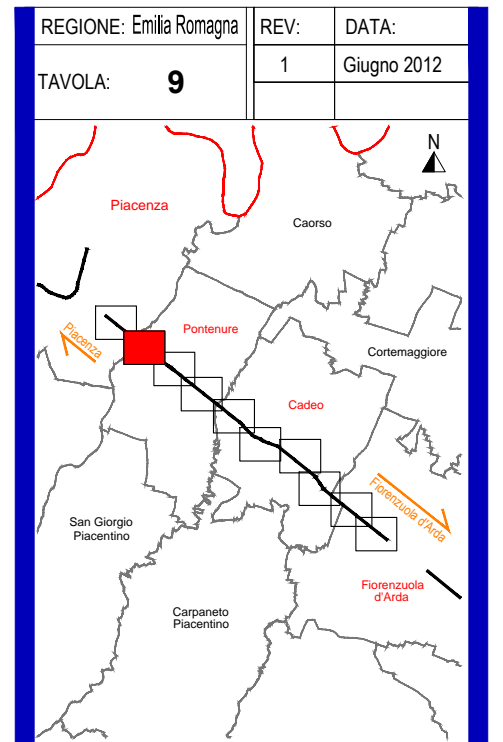 REGIONE: Emilia Romagna
REV:
DATA:
TAVOLA: 9
1
Giugno 2012
N
Piacenza
Caorso
Piacenza
Pontenure
Cortemaggiore
Cadeo
Fiorenzuola d'Arda
San Giorgio
Piacentino
Fiorenzuola
d'Arda
Carpaneto
Piacentino